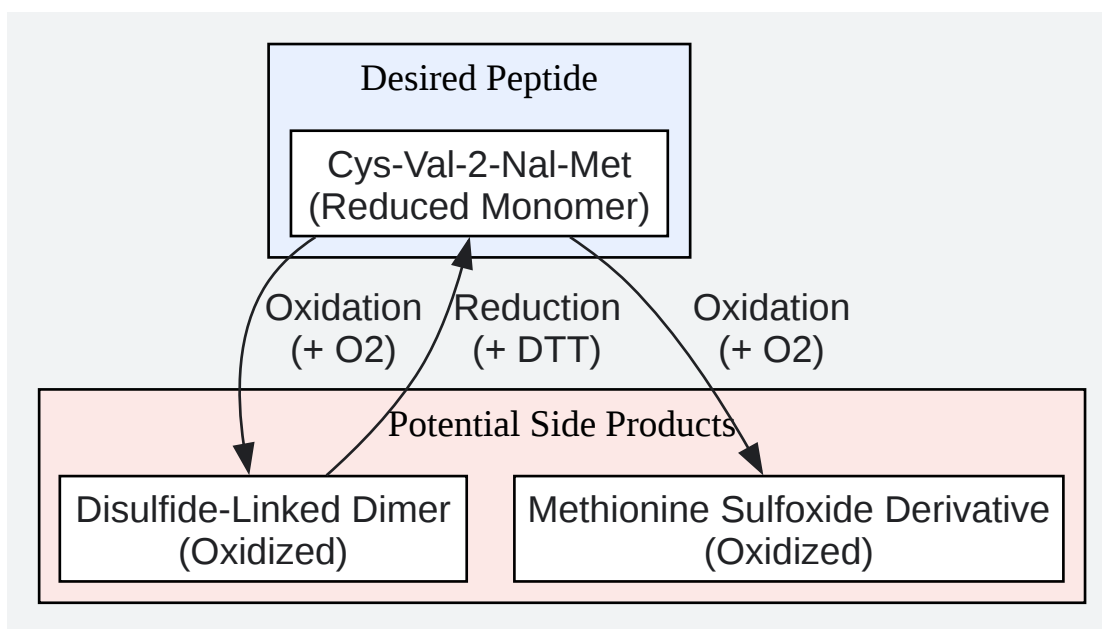 Desired Peptide
Cys-Val-2-Nal-Met
(Reduced Monomer)
Oxidation
(+ O2)
Reduction
(+ DTT)
Oxidation
(+ O2)
Potential Side Products
Disulfide-Linked Dimer
(Oxidized)
Methionine Sulfoxide Derivative
(Oxidized)